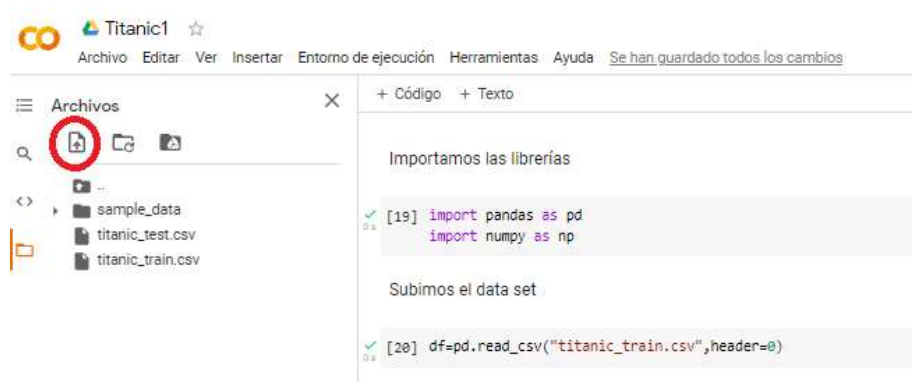 CO Titanic1
Archivo Editar Ver Insertar Entorno de ejecución Herramientas Ayuda Se han guardado todos los cambios
Archivos
+ Código + Texto
..
sample_data
titanic_test.csv
titanic_train.csv
Importamos las librerías
[19] import pandas as pd
import numpy as np
Subimos el data set
[20] df=pd.read_csv("titanic_train.csv",header=0)